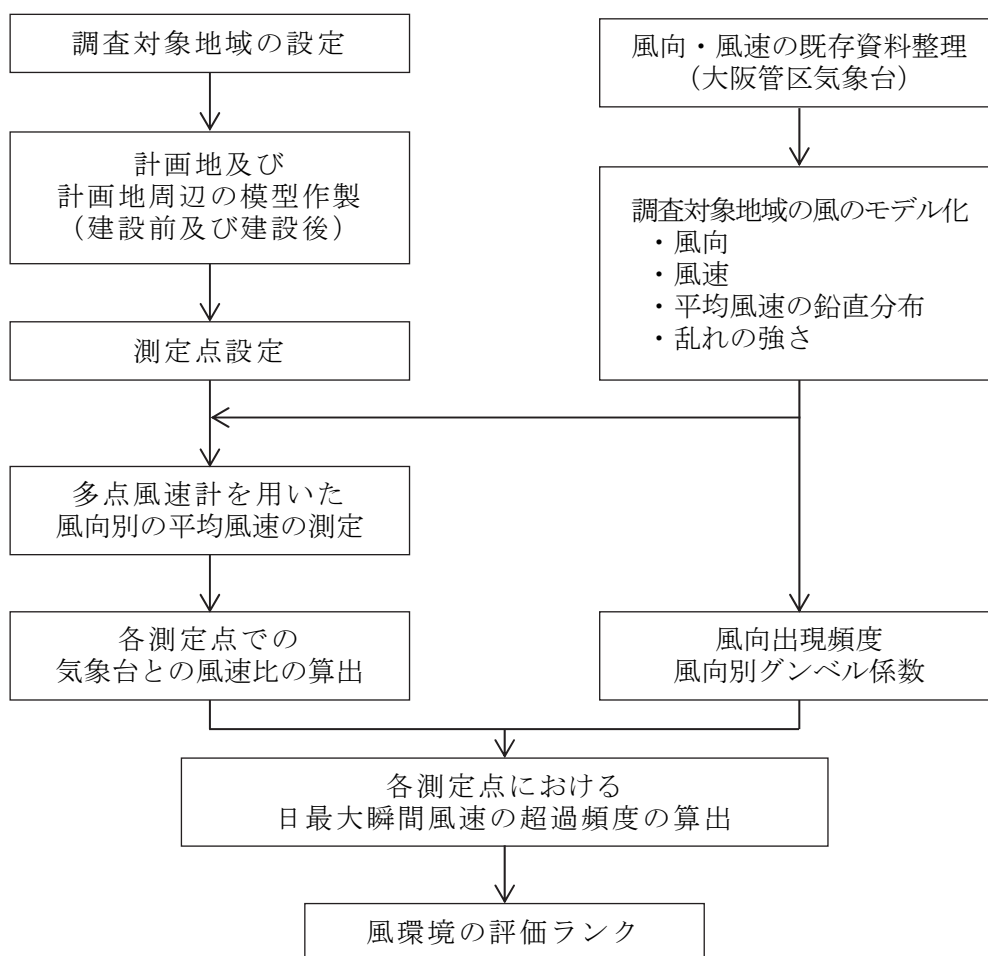 調査対象地域の設定
計画地及び
計画地周辺の模型作製
（建設前及び建設後）
測定点設定
多点風速計を用いた
風向別の平均風速の測定
各測定点での
気象台との風速比の算出
風向・風速の既存資料整理
（大阪管区気象台）
調査対象地域の風のモデル化
・風向
・風速
・平均風速の鉛直分布
・乱れの強さ
風向出現頻度
風向別グンベル係数
各測定点における
日最大瞬間風速の超過頻度の算出
風環境の評価ランク